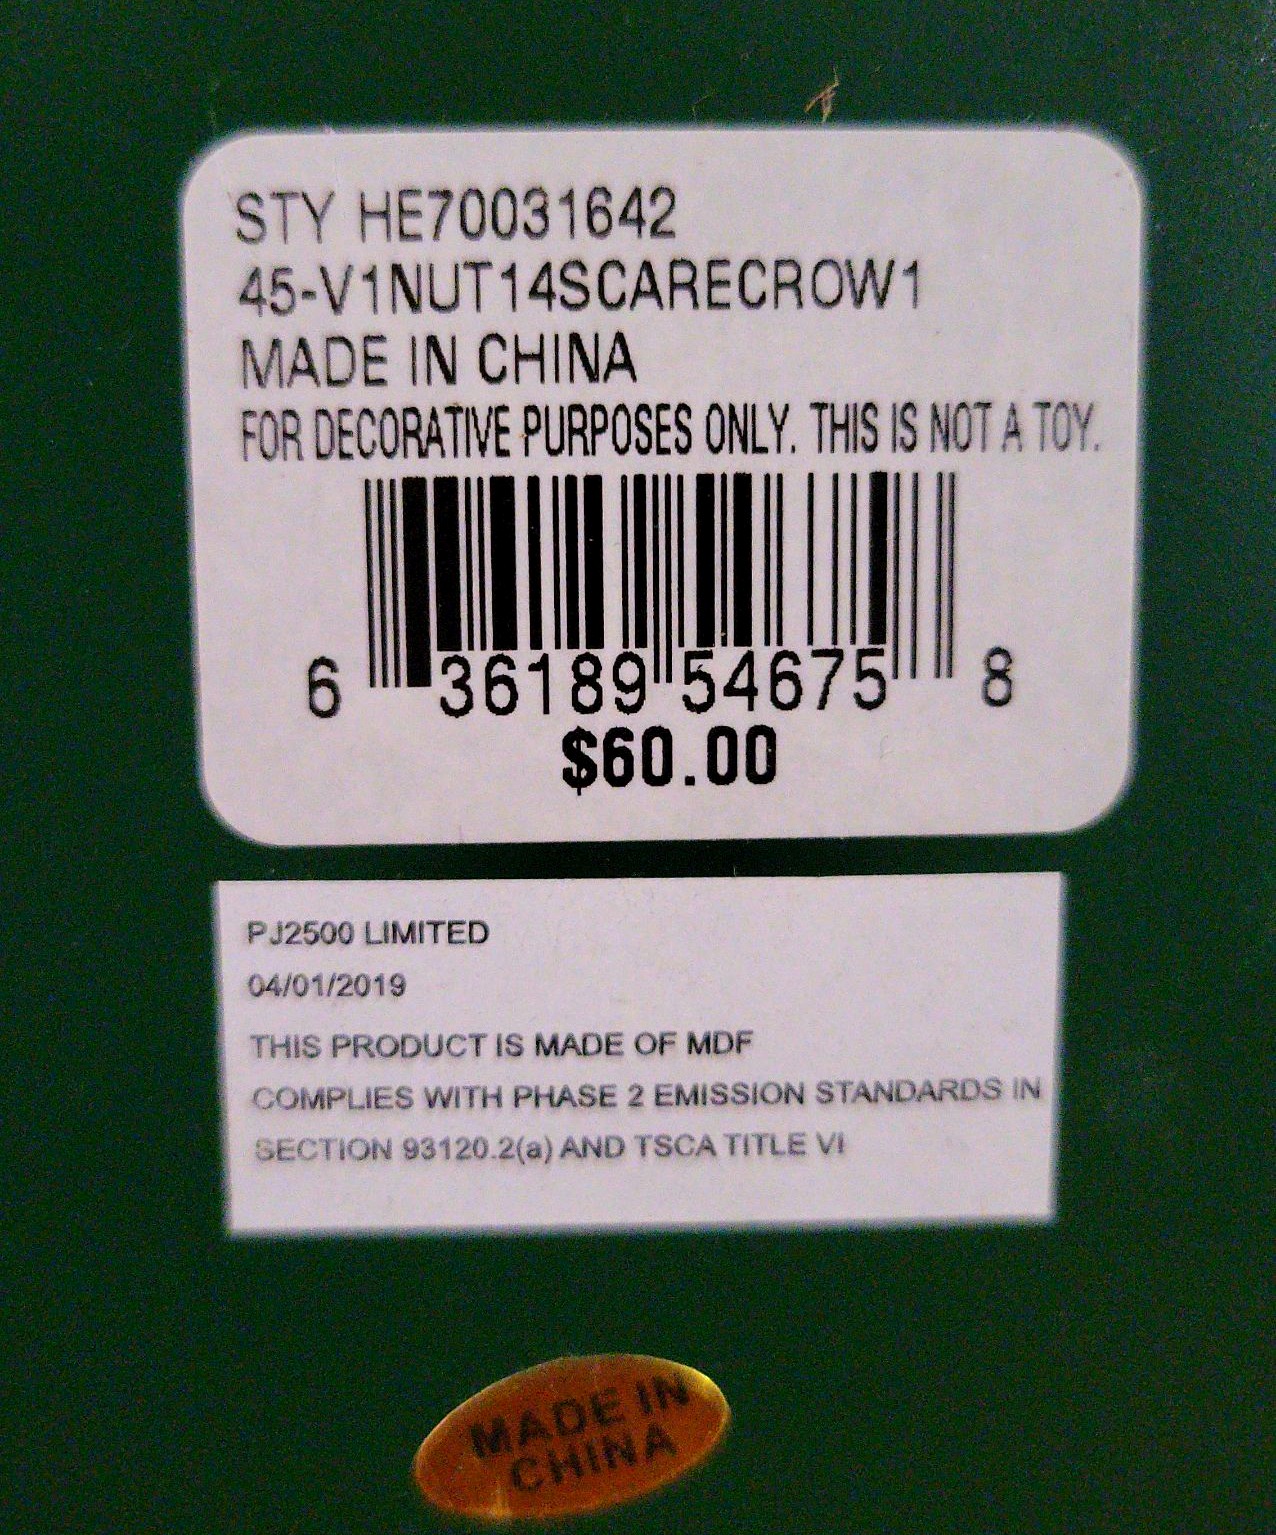 STY HE70031642
45-V1NUT14SCARECROW1
MADE IN CHINA
FOR DECORATIVE PURPOSES ONLY. THIS IS NOT A TOY.
6 36189 54675 8
$60.00
PJ2500 LIMITED
04/01/2019
THIS PRODUCT IS MADE OF MDF
COMPLIES WITH PHASE 2 EMISSION STANDARDS IN
SECTION 93120.2(a) AND TSCA TITLE VI
MADE IN
CHINA